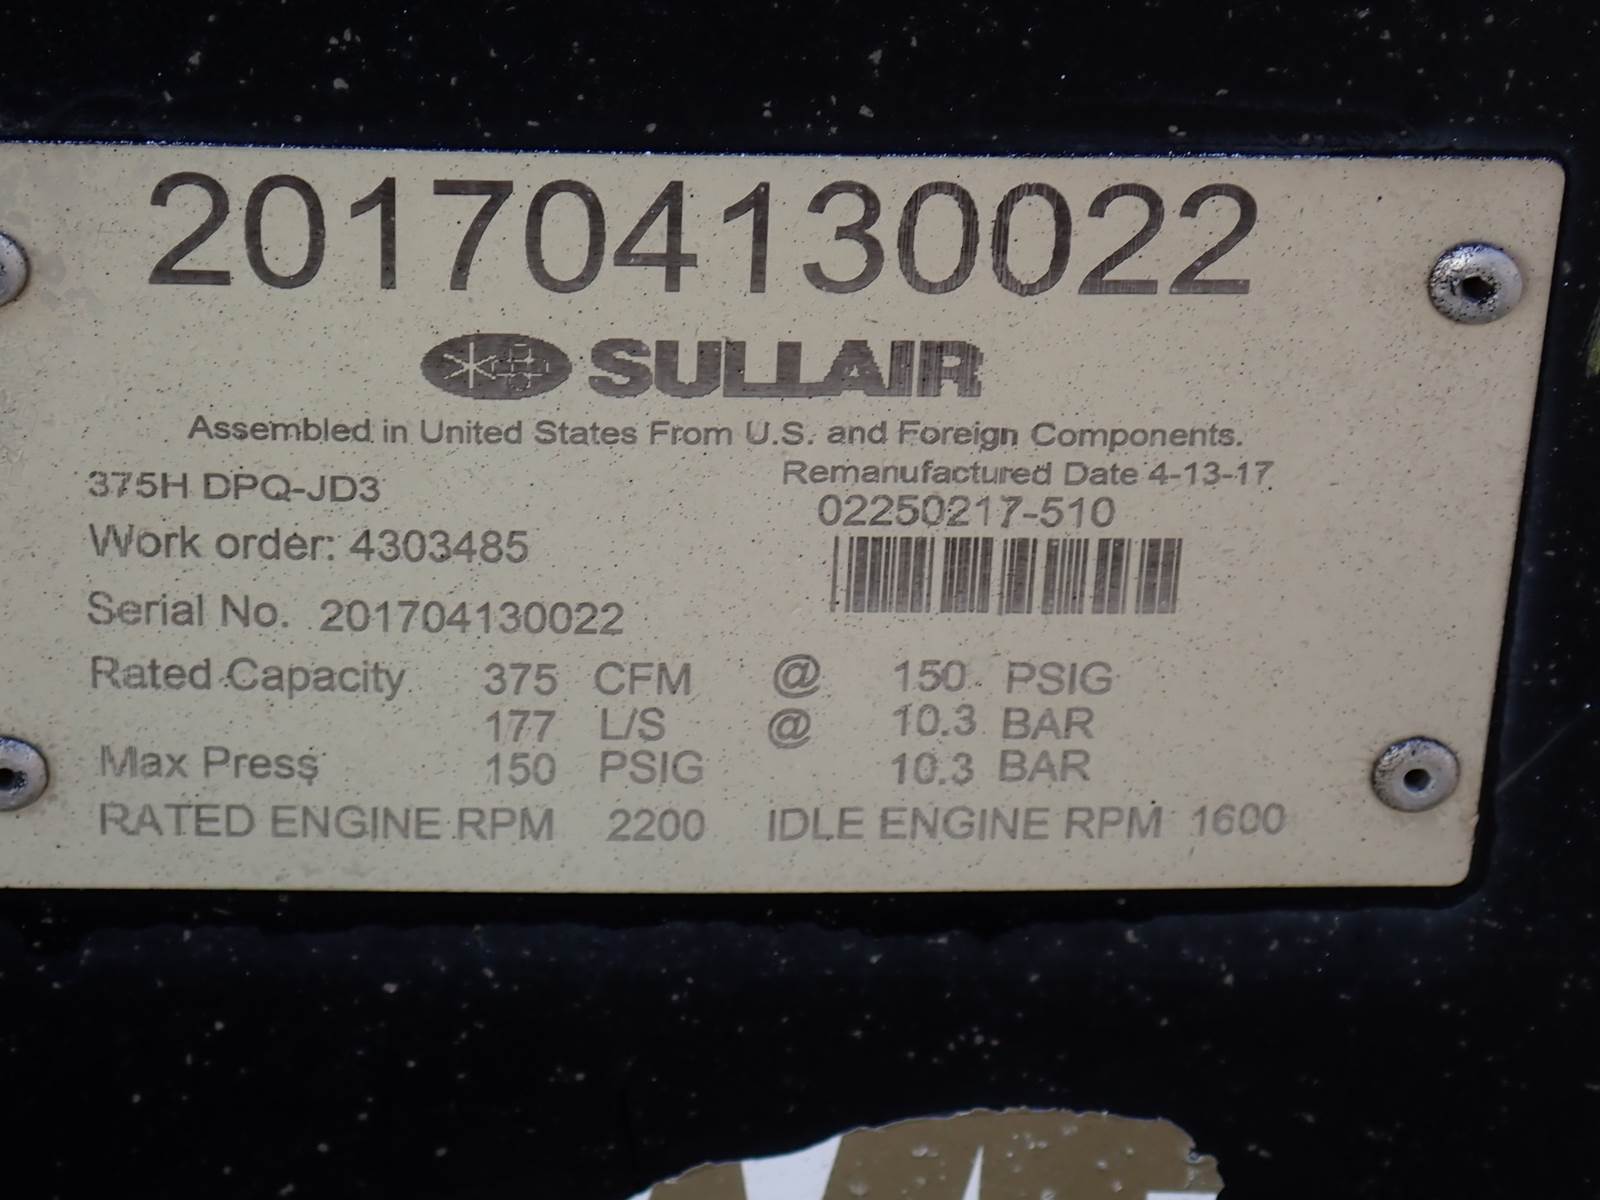 201704130022
SULLAIR
Assembled in United States From U.S. and Foreign Components.
375H DPQ-JD3
Remanufactured Date 4-13-17
02250217-510
Work order: 4303485
Serial No. 201704130022
Rated Capacity 375 CFM @ 150 PSIG
177 L/S @ 10.3 BAR
Max Press 150 PSIG 10.3 BAR
RATED ENGINE RPM 2200 IDLE ENGINE RPM 1600